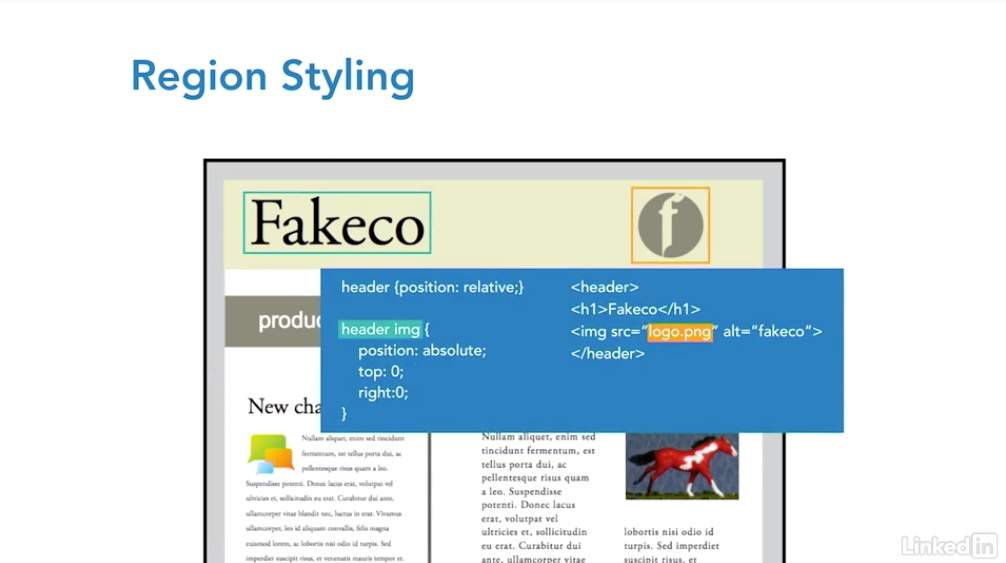 Region Styling
Fakeco
f
header {position: relative;}
header img {
position: absolute;
top: 0;
right:0;
}
<header>
<h1>Fakeco</h1>
<img src="logo.png" alt="fakeco">
</header>
produc
New cha
Nullam aliquet, enim sed tincidunt
fermentum, est tellus porta dui, ac
pellentesque risus quam a leo.
Suspendisse potenti. Donec lacus erat, volutpat vel
ultricies et, sollicitudin eu erat. Curabitur dui ante,
ullamcorper vitae blandit nec, luctus in erat. Vivamus
ullamcorper, leo id aliquam convallis, felis magna
euismod lorem, ac lobortis nisi odio id turpis. Sed
imperdiet suscipit risus, et venenatis mauris tempor et.
Nullam aliquet, enim sed
tincidunt fermentum, est
tellus porta dui, ac
pellentesque risus quam
a leo. Suspendisse
potenti. Donec lacus
erat, volutpat vel
ultricies et, sollicitudin
eu erat. Curabitur dui
ante, ullamcorper vitae
lobortis nisi odio id
turpis. Sed imperdiet
suscipit risus, et
Linked in